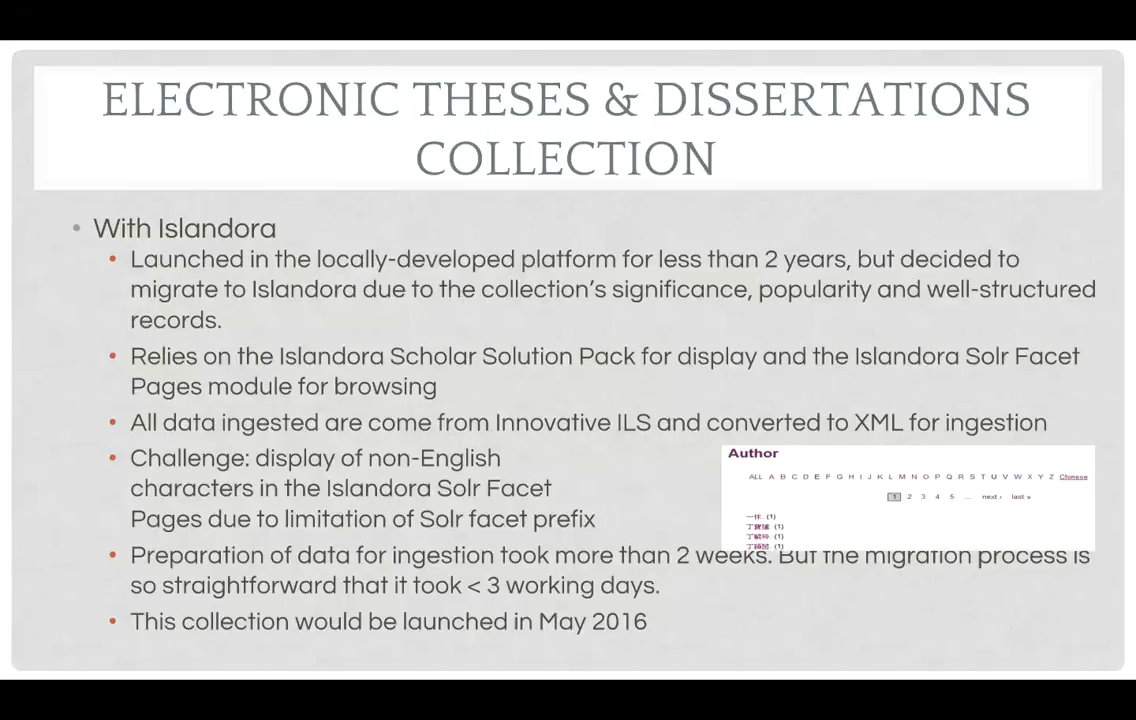 ELECTRONIC THESES & DISSERTATIONS
COLLECTION
• With Islandora
• Launched in the locally-developed platform for less than 2 years, but decided to
migrate to Islandora due to the collection's significance, popularity and well-structured
records.
• Relies on the Islandora Scholar Solution Pack for display and the Islandora Solr Facet
Pages module for browsing
• All data ingested are come from Innovative ILS and converted to XML for ingestion
• Challenge: display of non-English
characters in the Islandora Solr Facet
Pages due to limitation of Solr facet prefix
Author
ALL A B C D E F G H I J K L M N O P Q R S T U V W X Y Z Chinese
1 2 3 4 5 ... next › last »
(1)
(1)
(1)
(1)
• Preparation of data for ingestion took more than 2 weeks. But the migration process is
so straightforward that it took < 3 working days.
• This collection would be launched in May 2016